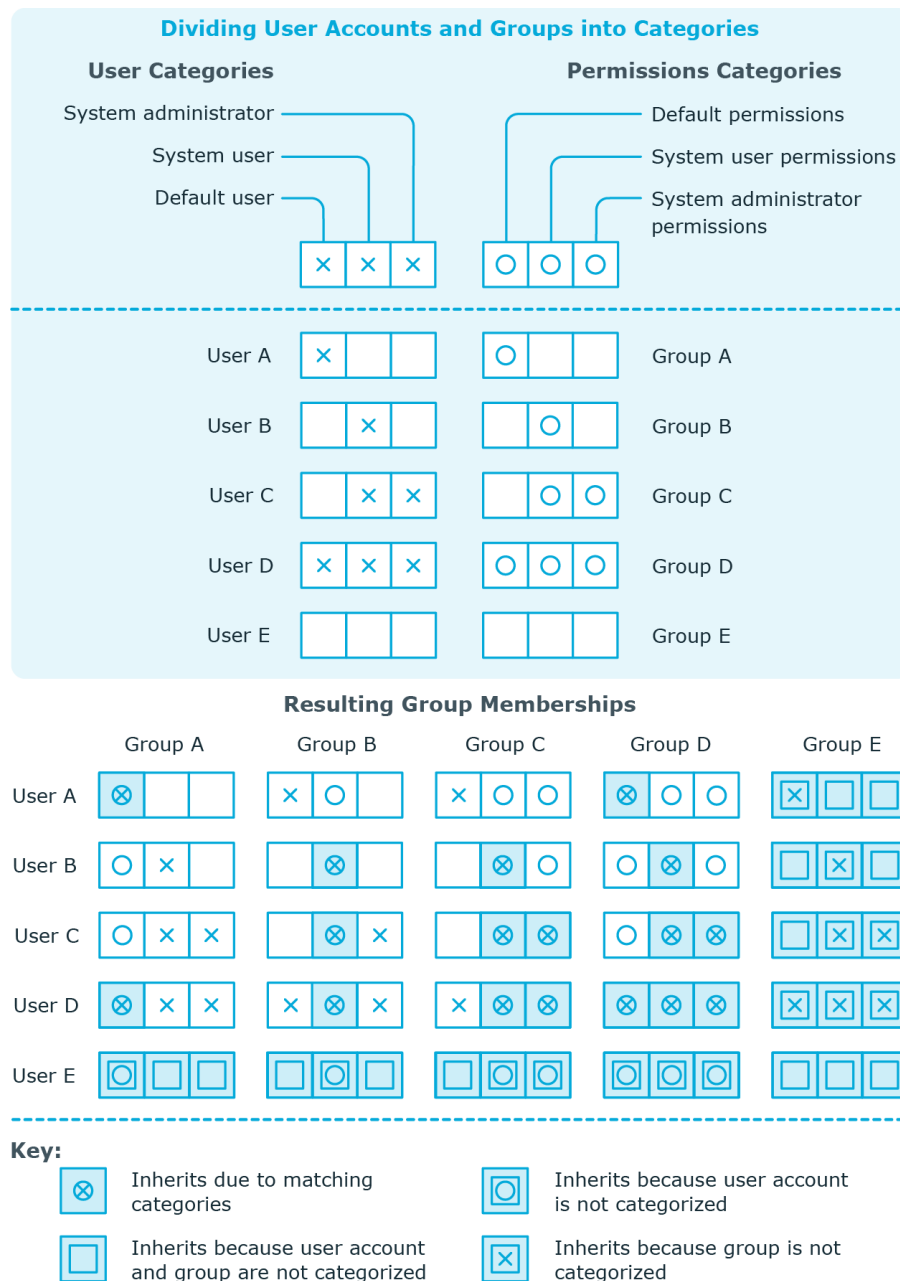 Dividing User Accounts and Groups into Categories
User Categories
Permissions Categories
System administrator
Default permissions
System user
System user permissions
Default user
System administrator
permissions
User A
Group A
User B
Group B
User C
Group C
User D
Group D
User E
Group E
Resulting Group Memberships
Group A Group B Group C Group D Group E
User A
User B
User C
User D
User E
Key:
Inherits due to matching
categories
Inherits because user account
is not categorized
Inherits because user account
and group are not categorized
Inherits because group is not
categorized